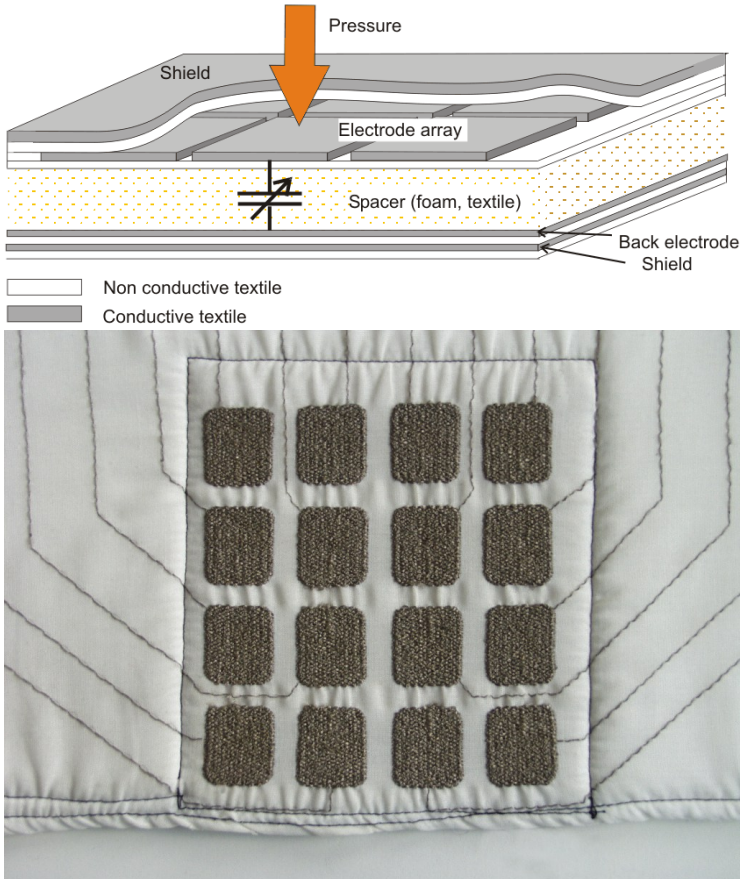 Pressure
Shield
Electrode array
Spacer (foam, textile)
Back electrode
Shield
Non conductive textile
Conductive textile